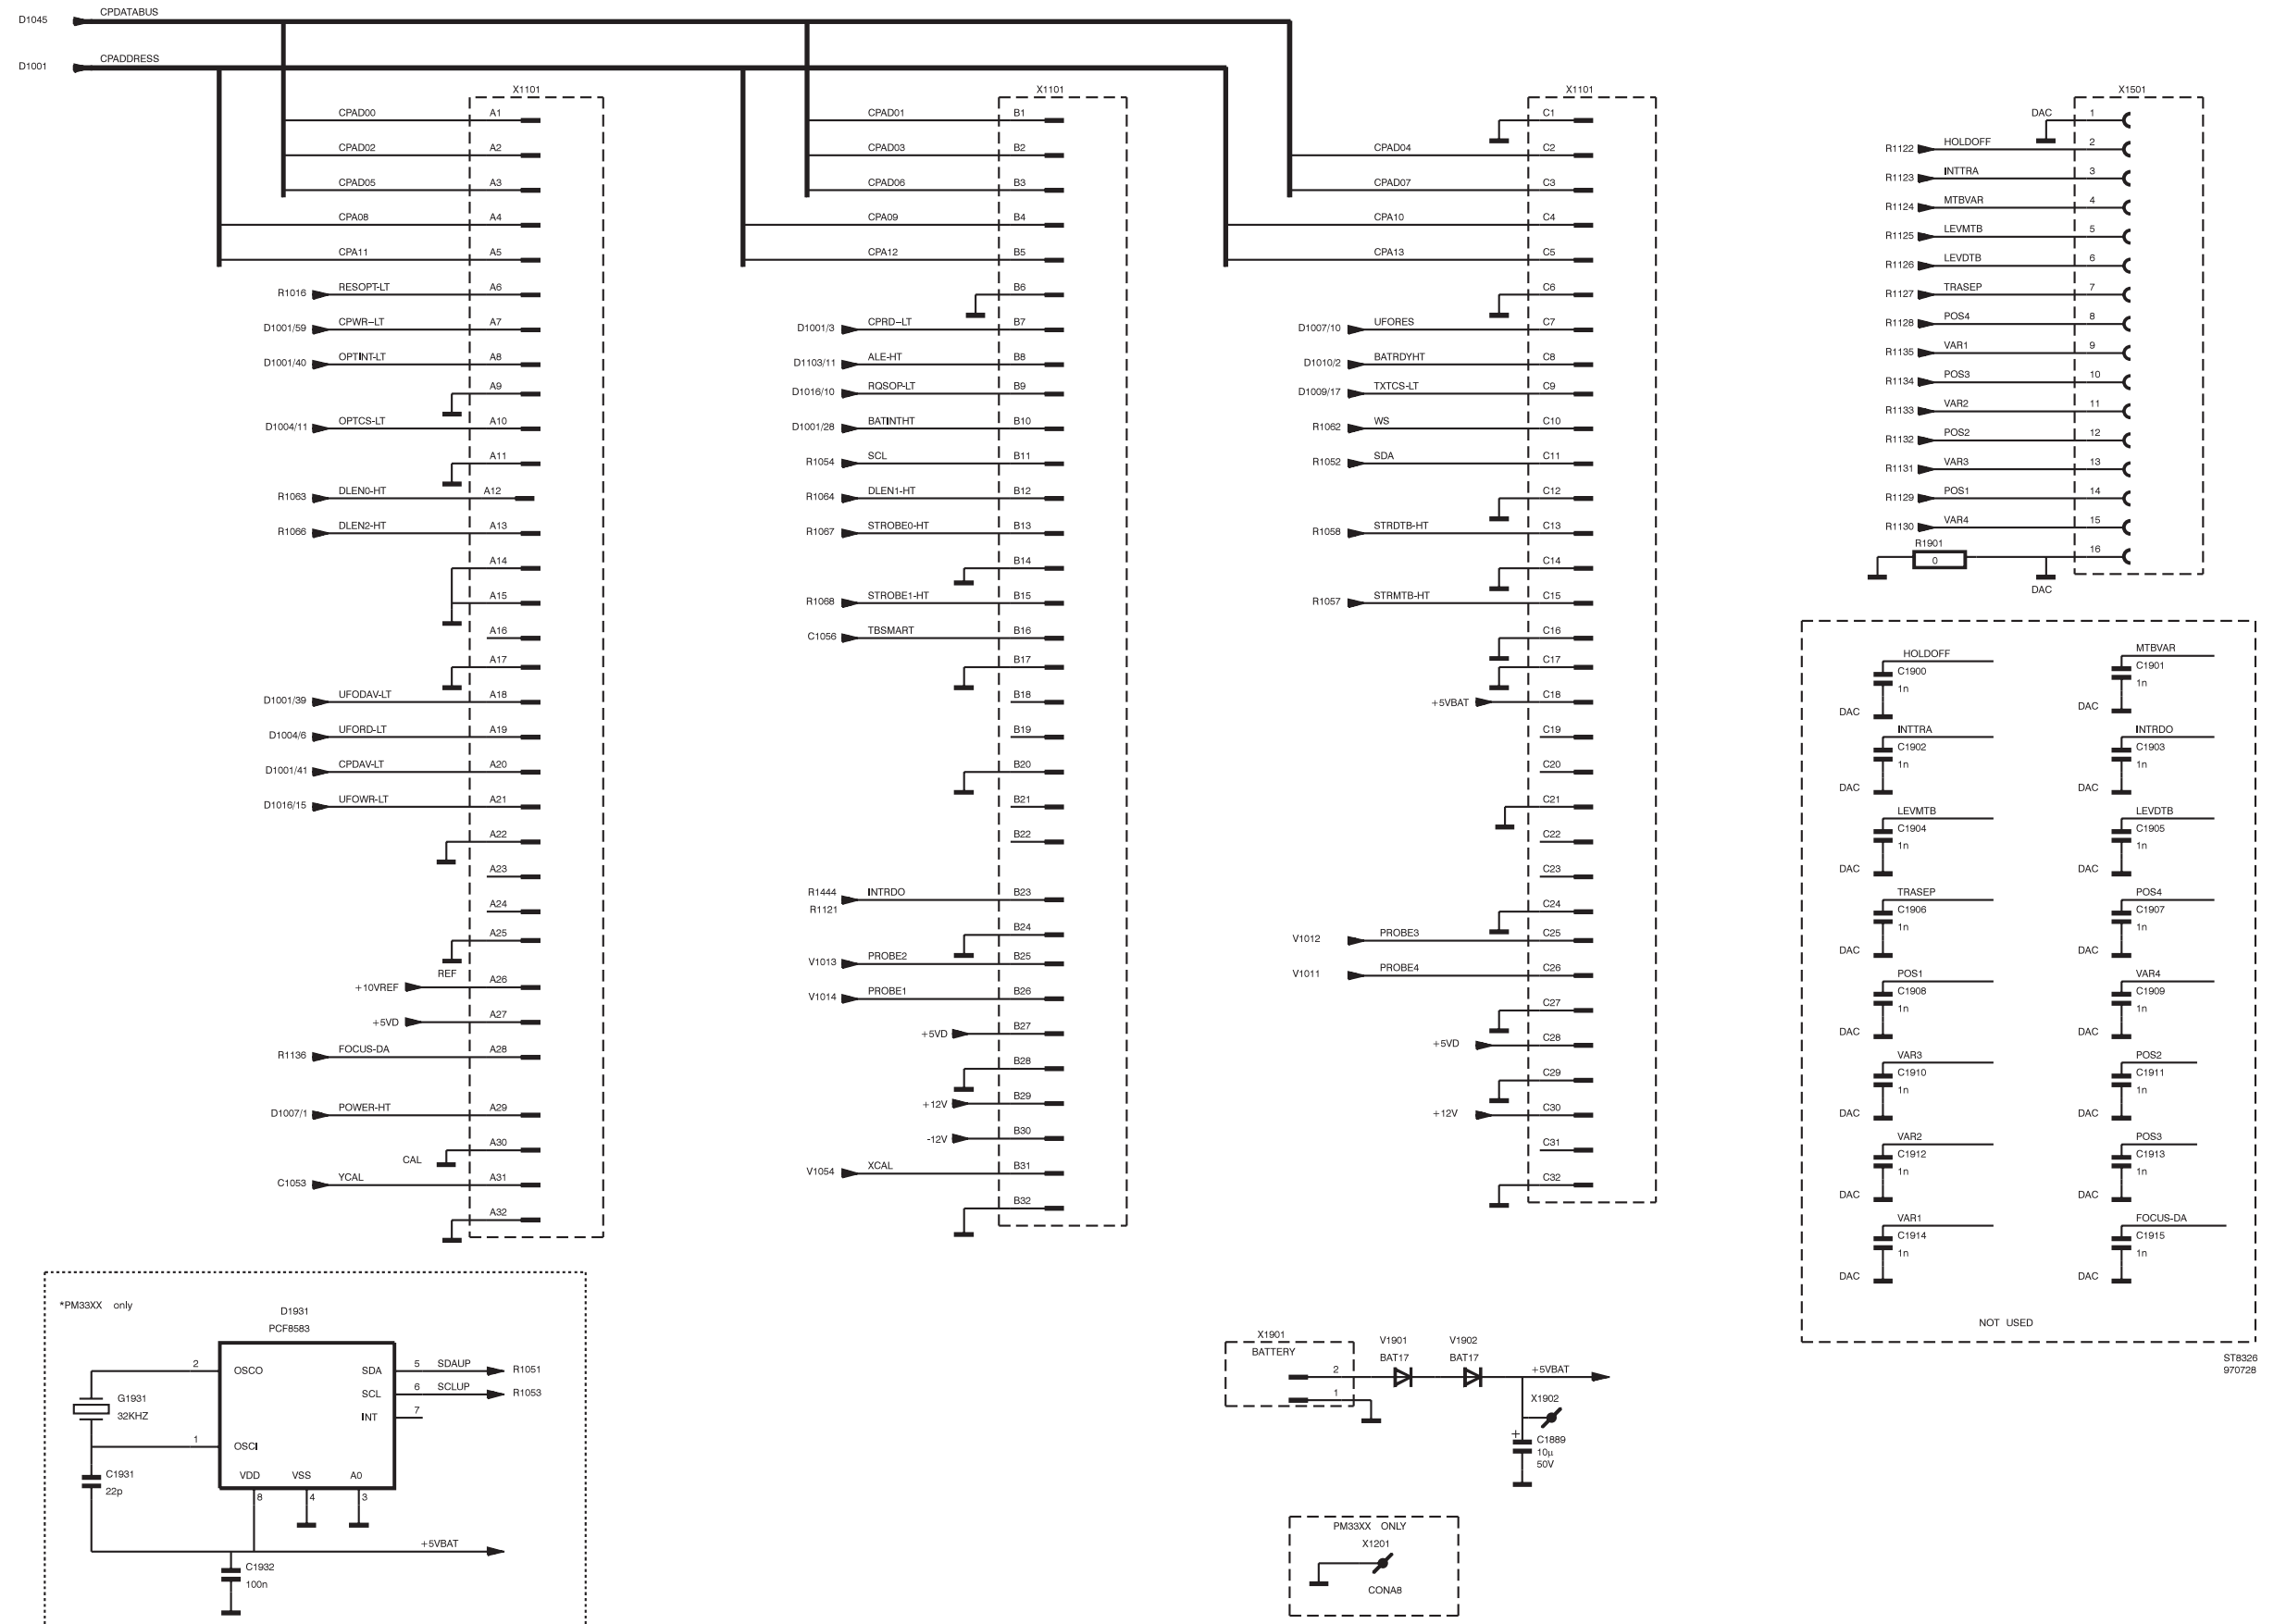 D1045 CPDATABUS
D1001 CPADDRESS
X1101
CPAD00 A1
CPAD02 A2
CPAD05 A3
CPA08 A4
CPA11 A5
R1016 RESOPT-LT A6
D1001/59 CPWR–LT A7
D1001/40 OPTINT-LT A8
A9
D1004/11 OPTCS-LT A10
A11
R1063 DLEN0-HT A12
R1066 DLEN2-HT A13
A14
A15
A16
A17
D1001/39 UFODAV-LT A18
D1004/6 UFORD-LT A19
D1001/41 CPDAV-LT A20
D1016/15 UFOWR-LT A21
A22
A23
A24
A25
REF
+10VREF A26
+5VD A27
R1136 FOCUS-DA A28
D1007/1 POWER-HT A29
A30
CAL
C1053 YCAL A31
A32
X1101
CPAD01 B1
CPAD03 B2
CPAD06 B3
CPA09 B4
CPA12 B5
B6
D1001/3 CPRD–LT B7
D1103/11 ALE-HT B8
D1016/10 RQSOP-LT B9
D1001/28 BATINTHT B10
R1054 SCL B11
R1064 DLEN1-HT B12
R1067 STROBE0-HT B13
B14
R1068 STROBE1-HT B15
C1056 TBSMART B16
B17
B18
B19
B20
B21
B22
R1444 INTRDO B23
R1121
B24
V1013 PROBE2 B25
V1014 PROBE1 B26
+5VD B27
B28
+12V B29
-12V B30
V1054 XCAL B31
B32
X1101
C1
CPAD04 C2
CPAD07 C3
CPA10 C4
CPA13 C5
C6
D1007/10 UFORES C7
D1010/2 BATRDYHT C8
D1009/17 TXTCS-LT C9
R1062 WS C10
R1052 SDA C11
C12
R1058 STRDTB-HT C13
C14
R1057 STRMTB-HT C15
C16
C17
+5VBAT C18
C19
C20
C21
C22
C23
C24
V1012 PROBE3 C25
V1011 PROBE4 C26
C27
+5VD C28
C29
+12V C30
C31
C32
X1501
DAC 1
R1122 HOLDOFF 2
R1123 INTTRA 3
R1124 MTBVAR 4
R1125 LEVMTB 5
R1126 LEVDTB 6
R1127 TRASEP 7
R1128 POS4 8
R1135 VAR1 9
R1134 POS3 10
R1133 VAR2 11
R1132 POS2 12
R1131 VAR3 13
R1129 POS1 14
R1130 VAR4 15
R1901 16
0
DAC
HOLDOFF
C1900
1n
DAC
MTBVAR
C1901
1n
DAC
INTTRA
C1902
1n
DAC
INTRDO
C1903
1n
DAC
LEVMTB
C1904
1n
DAC
LEVDTB
C1905
1n
DAC
TRASEP
C1906
1n
DAC
POS4
C1907
1n
DAC
POS1
C1908
1n
DAC
VAR4
C1909
1n
DAC
VAR3
C1910
1n
DAC
POS2
C1911
1n
DAC
VAR2
C1912
1n
DAC
POS3
C1913
1n
DAC
VAR1
C1914
1n
DAC
FOCUS-DA
C1915
1n
DAC
NOT USED
ST8326
970728
*PM33XX only
D1931
PCF8583
2 OSCO SDA 5 SDAUP R1051
SCL 6 SCLUP R1053
G1931
32KHZ
INT 7
1 OSCI
C1931
22p
VDD VSS A0
8 4 3
+5VBAT
C1932
100n
X1901
BATTERY
V1901 V1902
BAT17 BAT17
2 +5VBAT
1
X1902
+ C1889
10µ
50V
PM33XX ONLY
X1201
CONA8